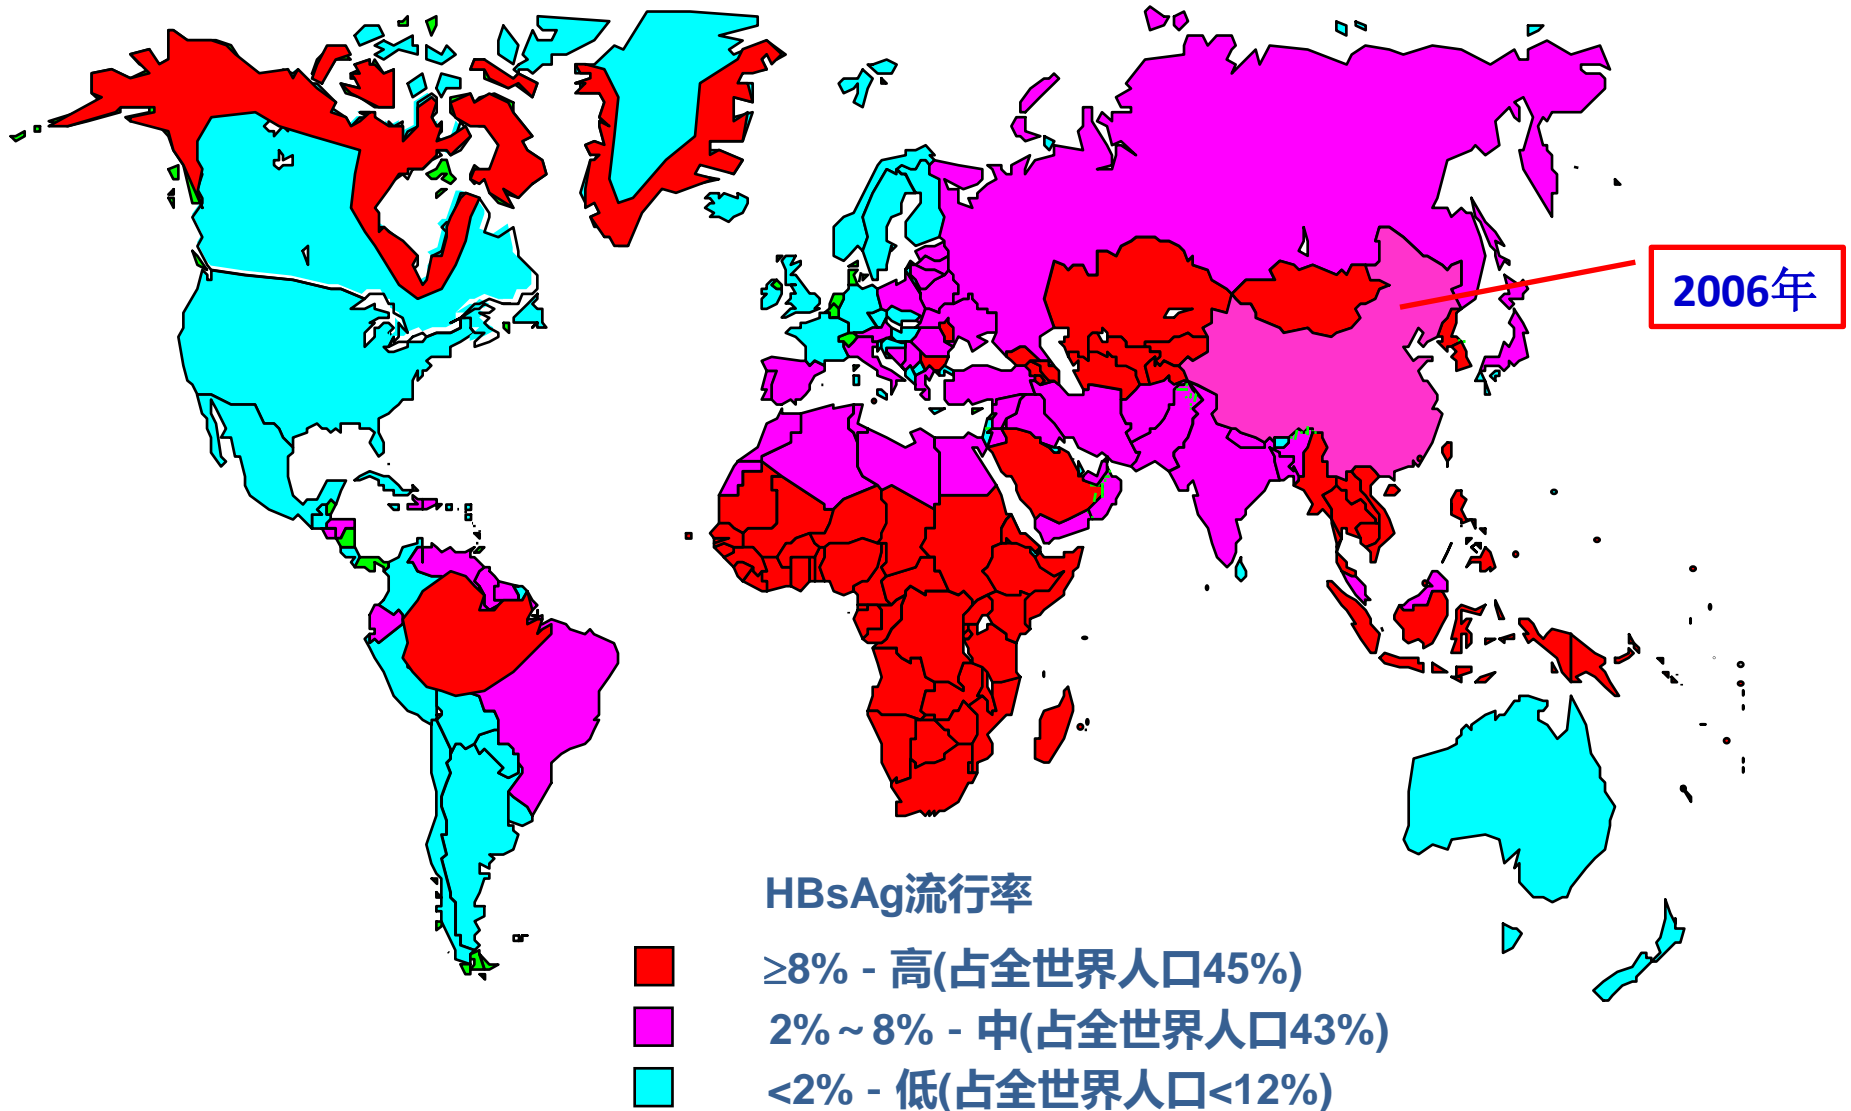 2006年
HBsAg流行率
≥8% - 高(占全世界人口45%)
2%～8% - 中(占全世界人口43%)
<2% - 低(占全世界人口<12%)